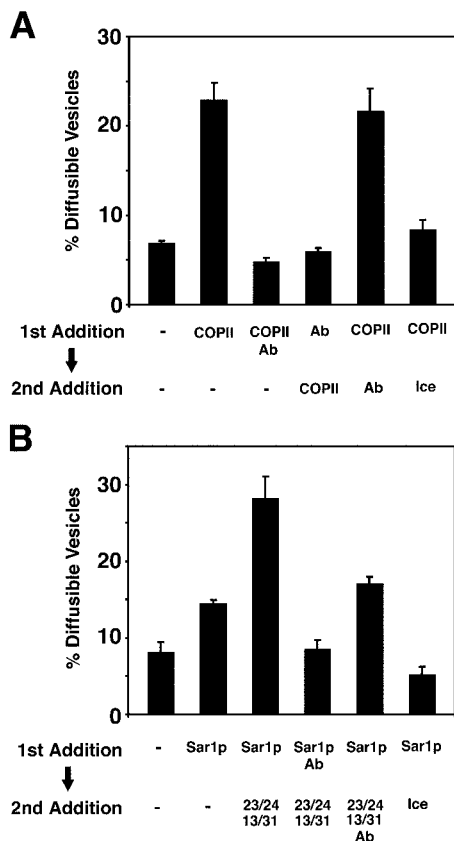 A
30
20
10
0
% Diffusible Vesicles
1st Addition - COPII COPII Ab COPII COPII
Ab
2nd Addition - - - COPII Ab Ice
B
30
20
10
0
% Diffusible Vesicles
1st Addition - Sar1p Sar1p Sar1p Sar1p Sar1p
Ab
2nd Addition - - 23/24 23/24 23/24 Ice
13/31 13/31 13/31
Ab